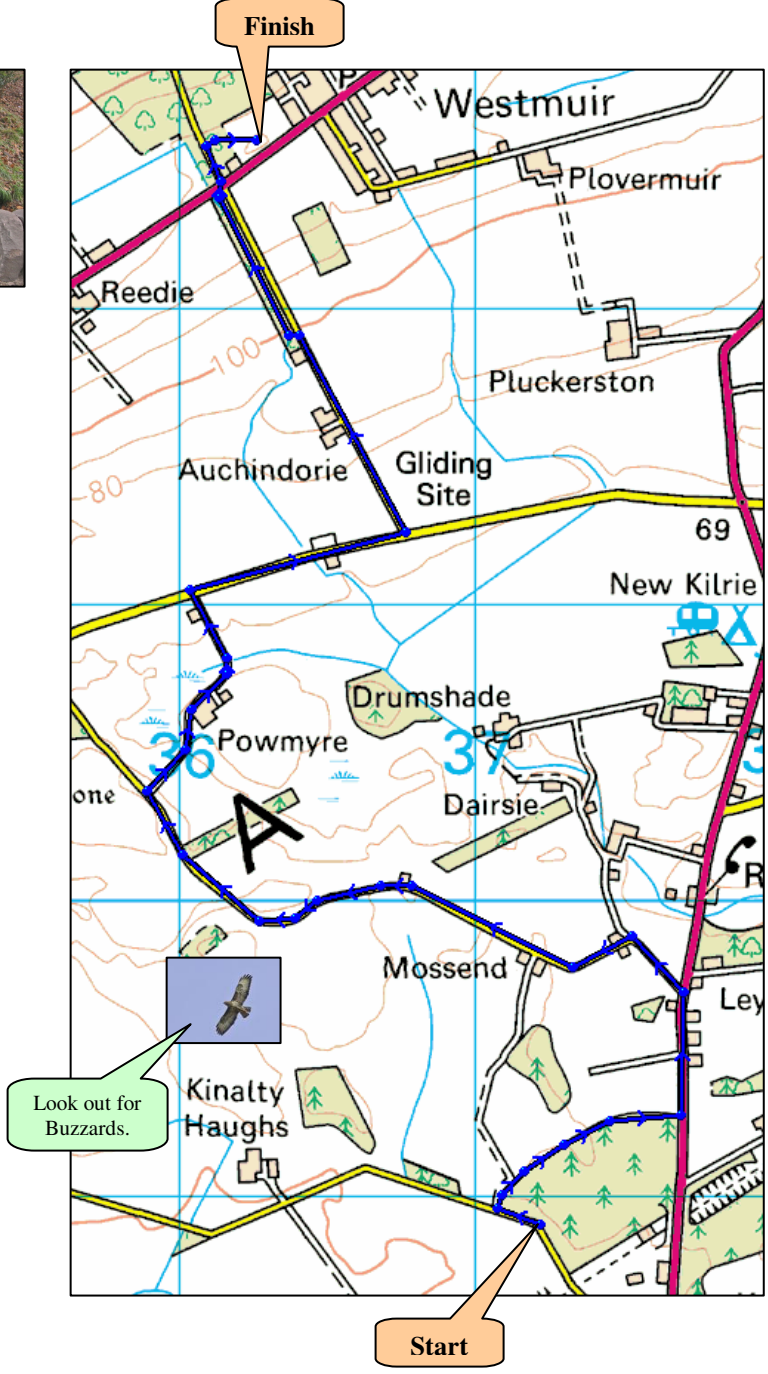 Finish
P
Westmuir
Plovermuir
Reedie
100
Pluckerston
Auchindorie
Gliding
Site
80
69
New Kilrie
Drumshade
36
Powmyre
37
3
one
Dairsie
A
R
Mossend
Ley
Look out for
Buzzards.
Kinalty
Haughs
Start